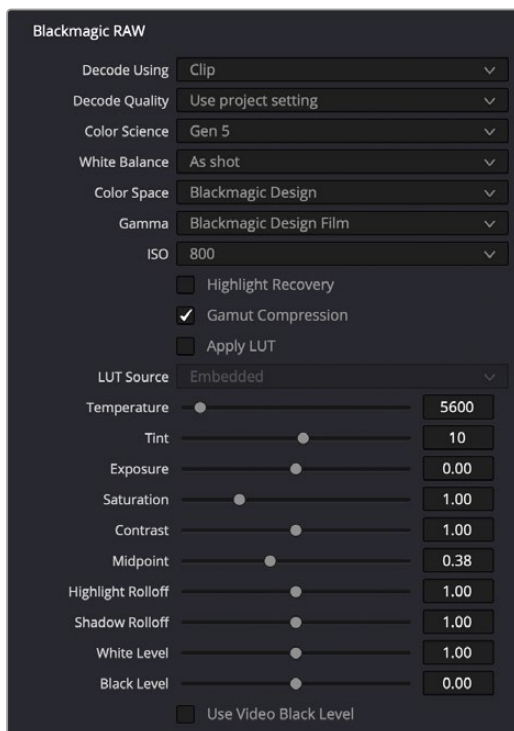 Blackmagic RAW
Decode Using Clip
Decode Quality Use project setting
Color Science Gen 5
White Balance As shot
Color Space Blackmagic Design
Gamma Blackmagic Design Film
ISO 800
Highlight Recovery
Gamut Compression
Apply LUT
LUT Source Embedded
Temperature 5600
Tint 10
Exposure 0.00
Saturation 1.00
Contrast 1.00
Midpoint 0.38
Highlight Rolloff 1.00
Shadow Rolloff 1.00
White Level 1.00
Black Level 0.00
Use Video Black Level